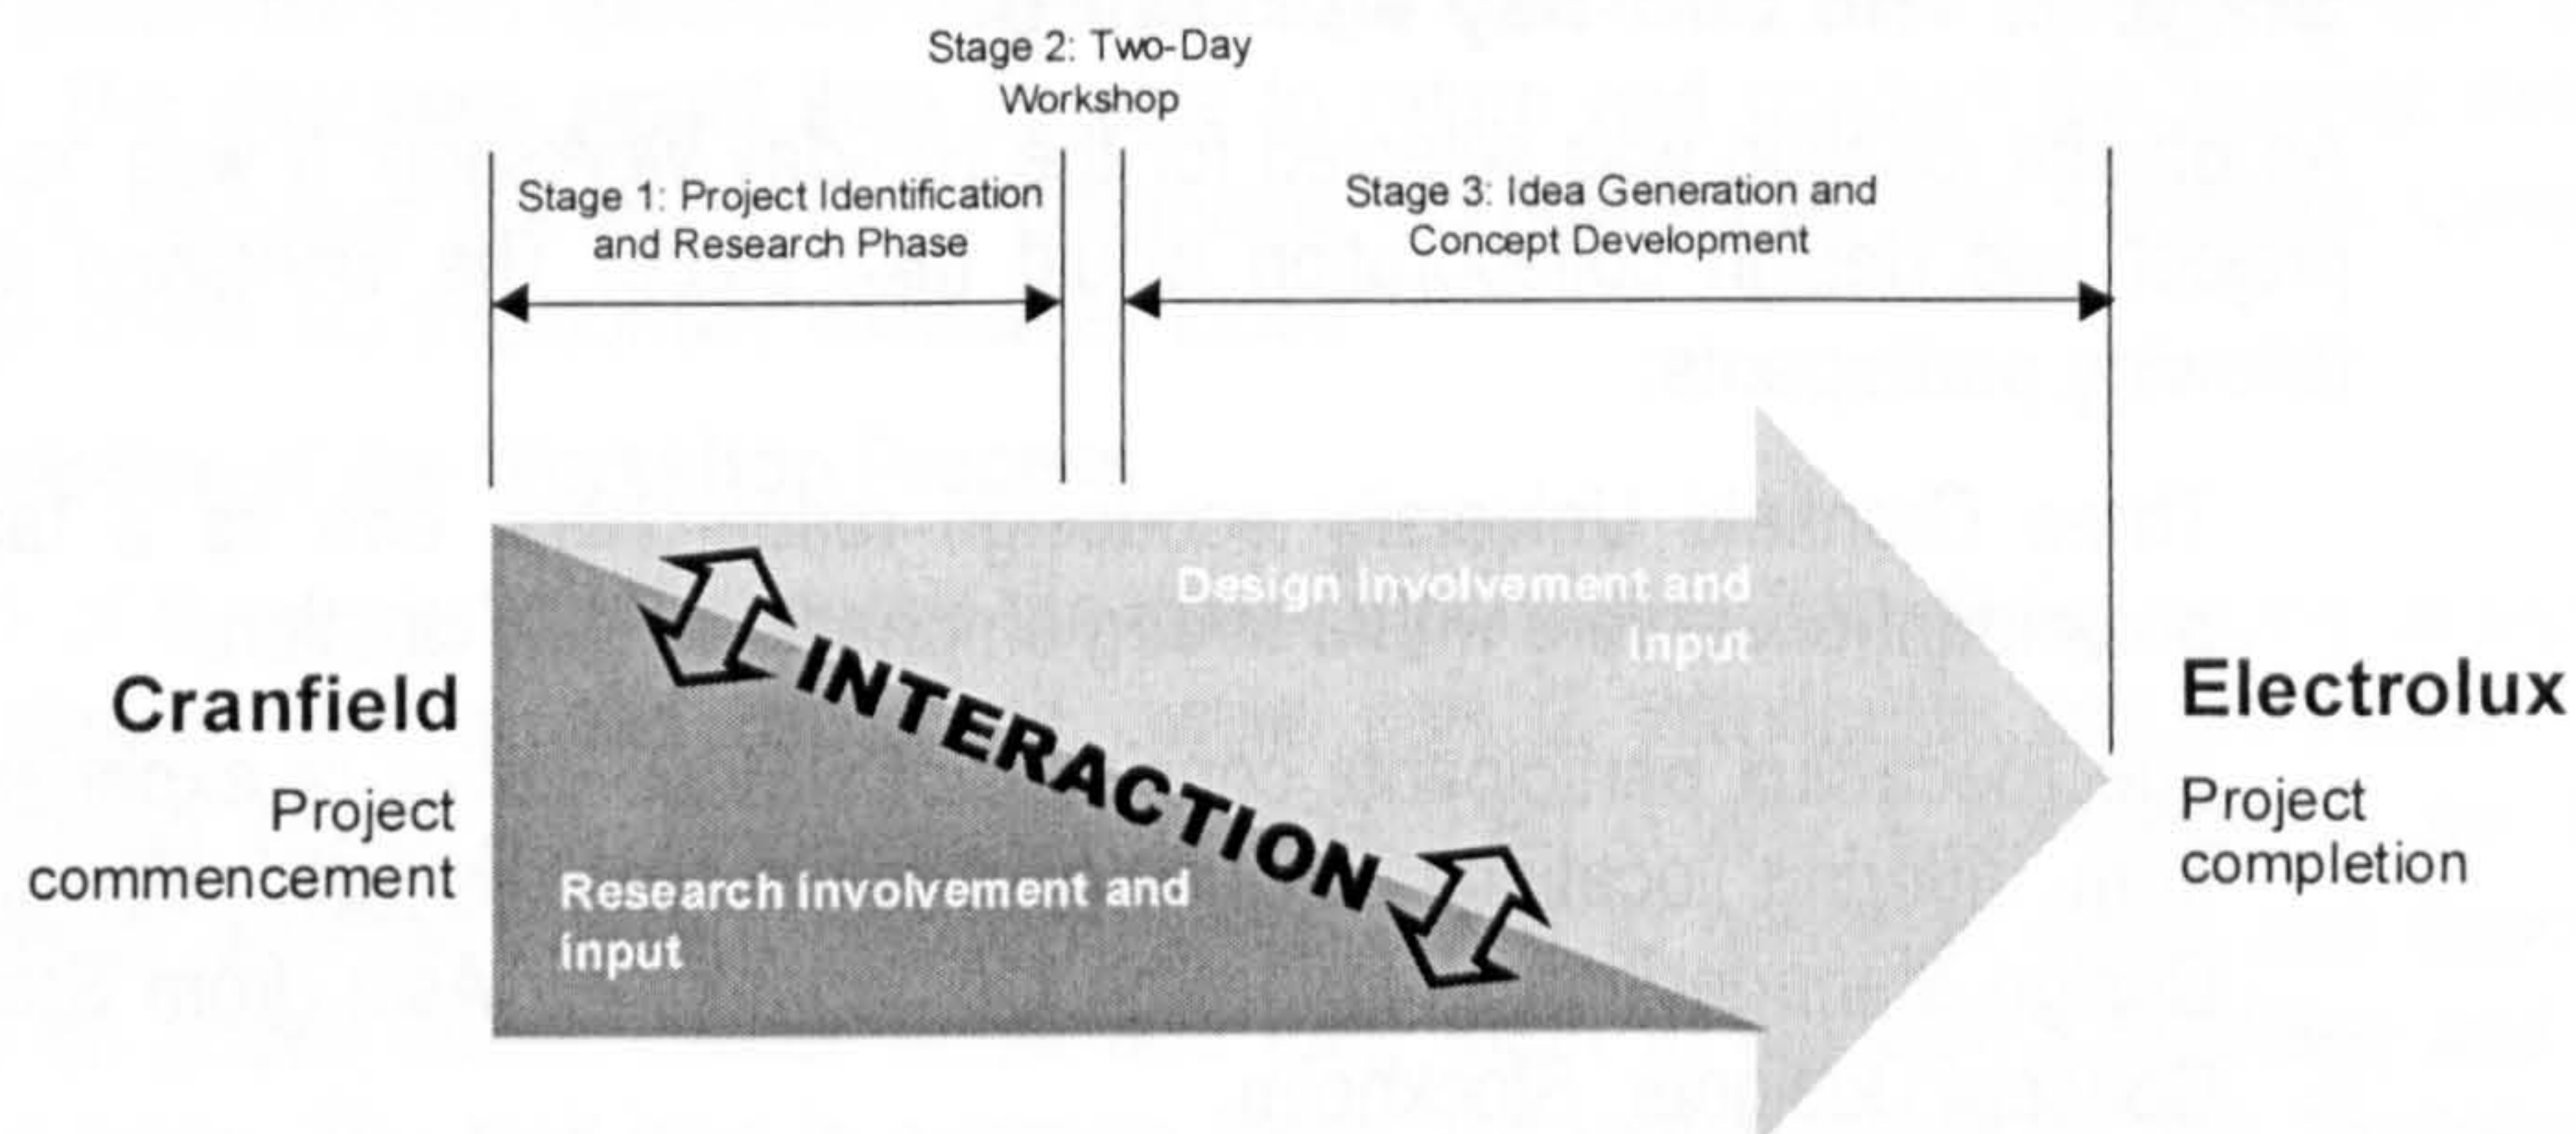 Stage 2: Two-Day
Workshop
Stage 1: Project Identification
and Research Phase
Stage 3: Idea Generation and
Concept Development
Design involvement and
input
INTERACTION
Cranfield
Project
commencement
Research involvement and
input
Electrolux
Project
completion